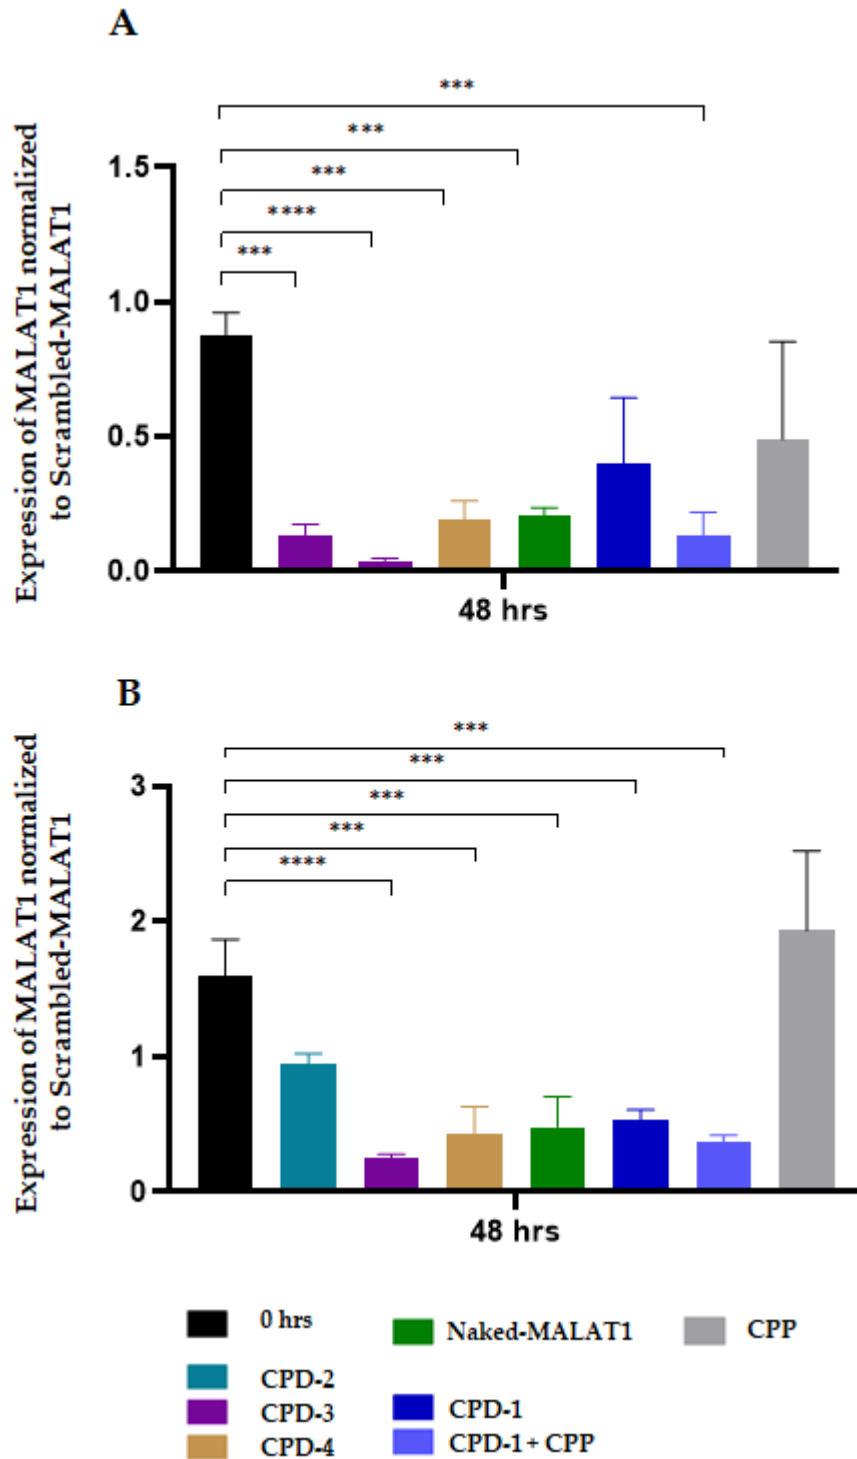 A
Expression of MALAT1 normalized
to Scrambled-MALAT1
***
***
***
****
***
1.5
1.0
0.5
0.0
48 hrs
B
Expression of MALAT1 normalized
to Scrambled-MALAT1
***
***
***
***
****
3
2
1
0
48 hrs
0 hrs
Naked-MALAT1
CPP
CPD-2
CPD-3
CPD-1
CPD-4
CPD-1+ CPP